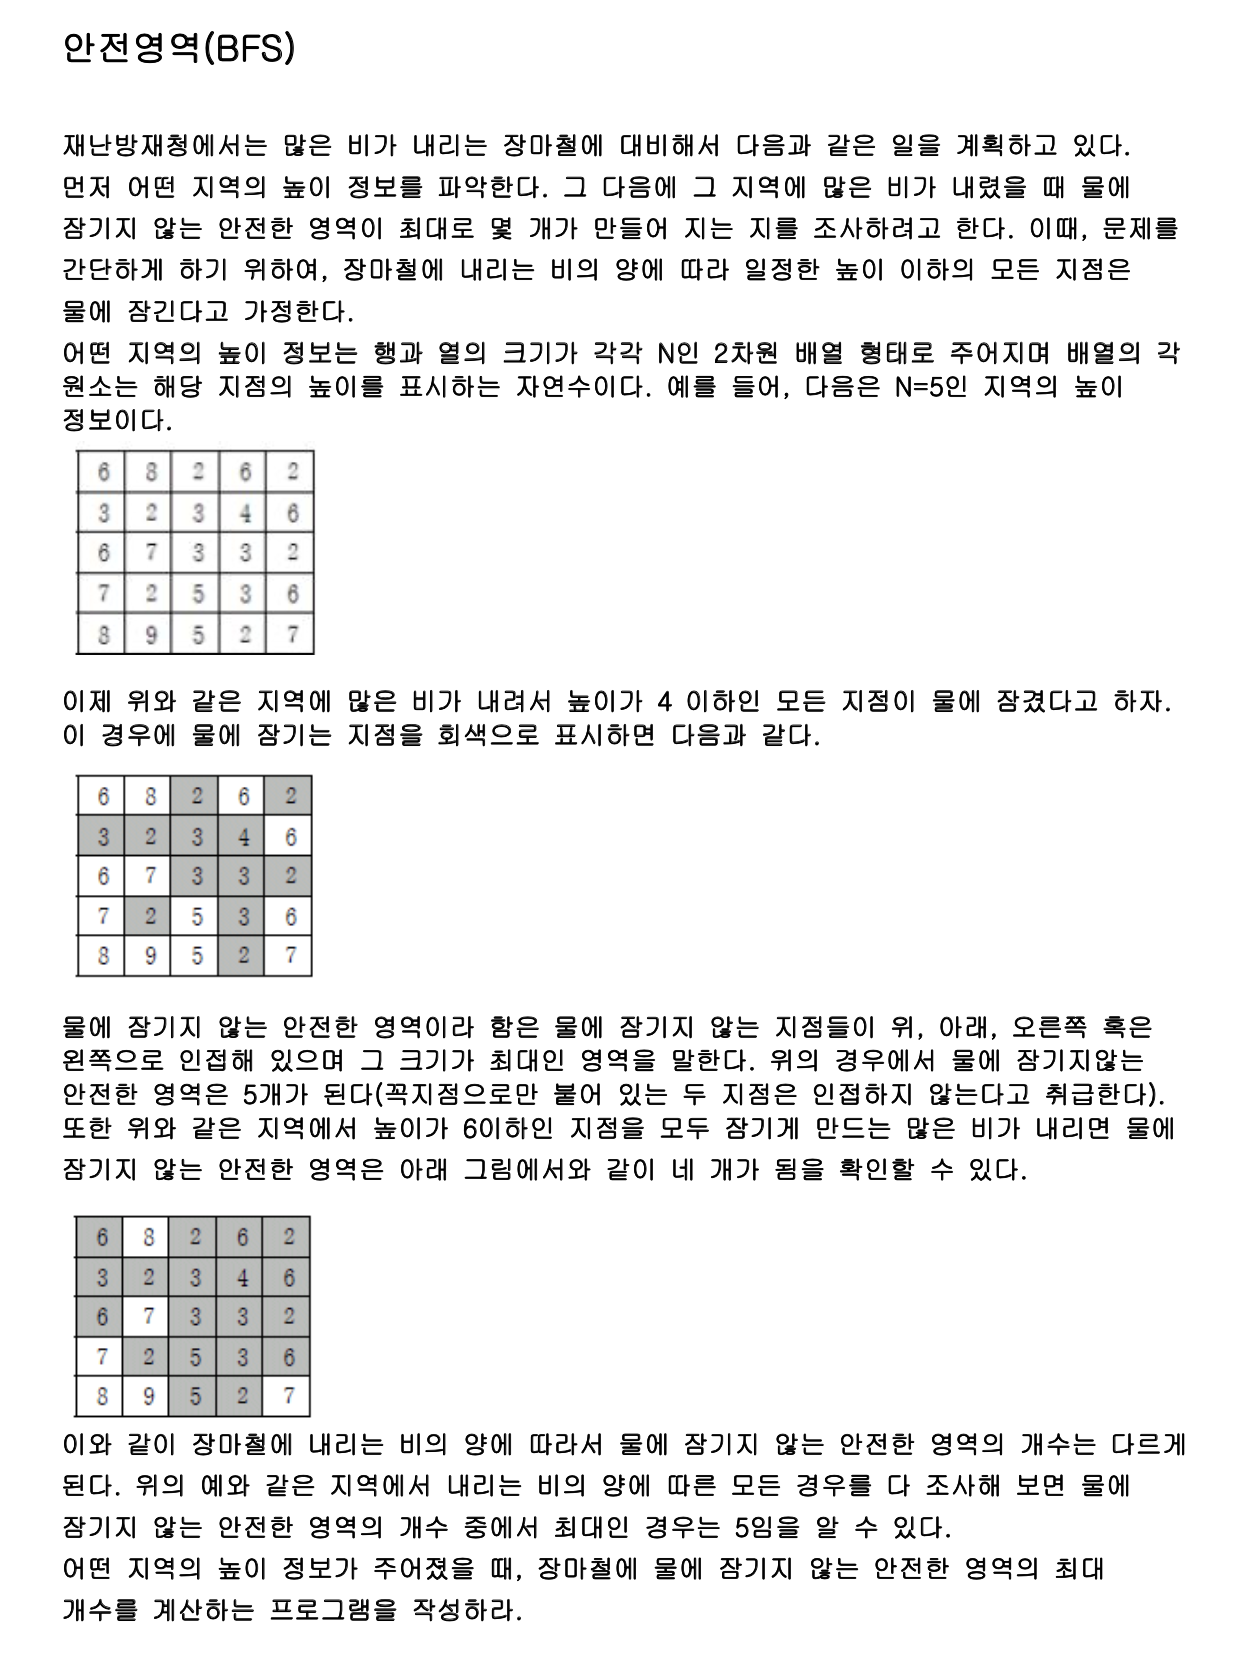 안전영역(BFS)
재난방재청에서는 많은 비가 내리는 장마철에 대비해서 다음과 같은 일을 계획하고 있다.
먼저 어떤 지역의 높이 정보를 파악한다. 그 다음에 그 지역에 많은 비가 내렸을 때 물에
잠기지 않는 안전한 영역이 최대로 몇 개가 만들어 지는 지를 조사하려고 한다. 이때, 문제를
간단하게 하기 위하여, 장마철에 내리는 비의 양에 따라 일정한 높이 이하의 모든 지점은
물에 잠긴다고 가정한다.
어떤 지역의 높이 정보는 행과 열의 크기가 각각 N인 2차원 배열 형태로 주어지며 배열의 각
원소는 해당 지점의 높이를 표시하는 자연수이다. 예를 들어, 다음은 N=5인 지역의 높이
정보이다.
6 8 2 6 2
3 2 3 4 6
6 7 3 3 2
7 2 5 3 6
8 9 5 2 7
이제 위와 같은 지역에 많은 비가 내려서 높이가 4 이하인 모든 지점이 물에 잠겼다고 하자.
이 경우에 물에 잠기는 지점을 회색으로 표시하면 다음과 같다.
6 8 2 6 2
3 2 3 4 6
6 7 3 3 2
7 2 5 3 6
8 9 5 2 7
물에 잠기지 않는 안전한 영역이라 함은 물에 잠기지 않는 지점들이 위, 아래, 오른쪽 혹은
왼쪽으로 인접해 있으며 그 크기가 최대인 영역을 말한다. 위의 경우에서 물에 잠기지않는
안전한 영역은 5개가 된다(꼭지점으로만 붙어 있는 두 지점은 인접하지 않는다고 취급한다).
또한 위와 같은 지역에서 높이가 6이하인 지점을 모두 잠기게 만드는 많은 비가 내리면 물에
잠기지 않는 안전한 영역은 아래 그림에서와 같이 네 개가 됨을 확인할 수 있다.
6 8 2 6 2
3 2 3 4 6
6 7 3 3 2
7 2 5 3 6
8 9 5 2 7
이와 같이 장마철에 내리는 비의 양에 따라서 물에 잠기지 않는 안전한 영역의 개수는 다르게
된다. 위의 예와 같은 지역에서 내리는 비의 양에 따른 모든 경우를 다 조사해 보면 물에
잠기지 않는 안전한 영역의 개수 중에서 최대인 경우는 5임을 알 수 있다.
어떤 지역의 높이 정보가 주어졌을 때, 장마철에 물에 잠기지 않는 안전한 영역의 최대
개수를 계산하는 프로그램을 작성하라.